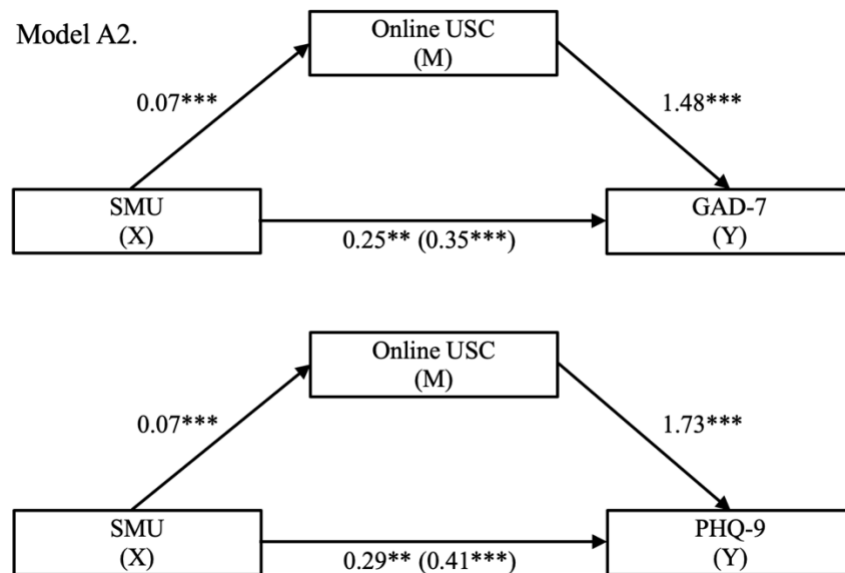 Model A2.
Online USC
(M)
0.07***
1.48***
SMU
(X)
0.25** (0.35***)
GAD-7
(Y)
Online USC
(M)
0.07***
1.73***
SMU
(X)
0.29** (0.41***)
PHQ-9
(Y)